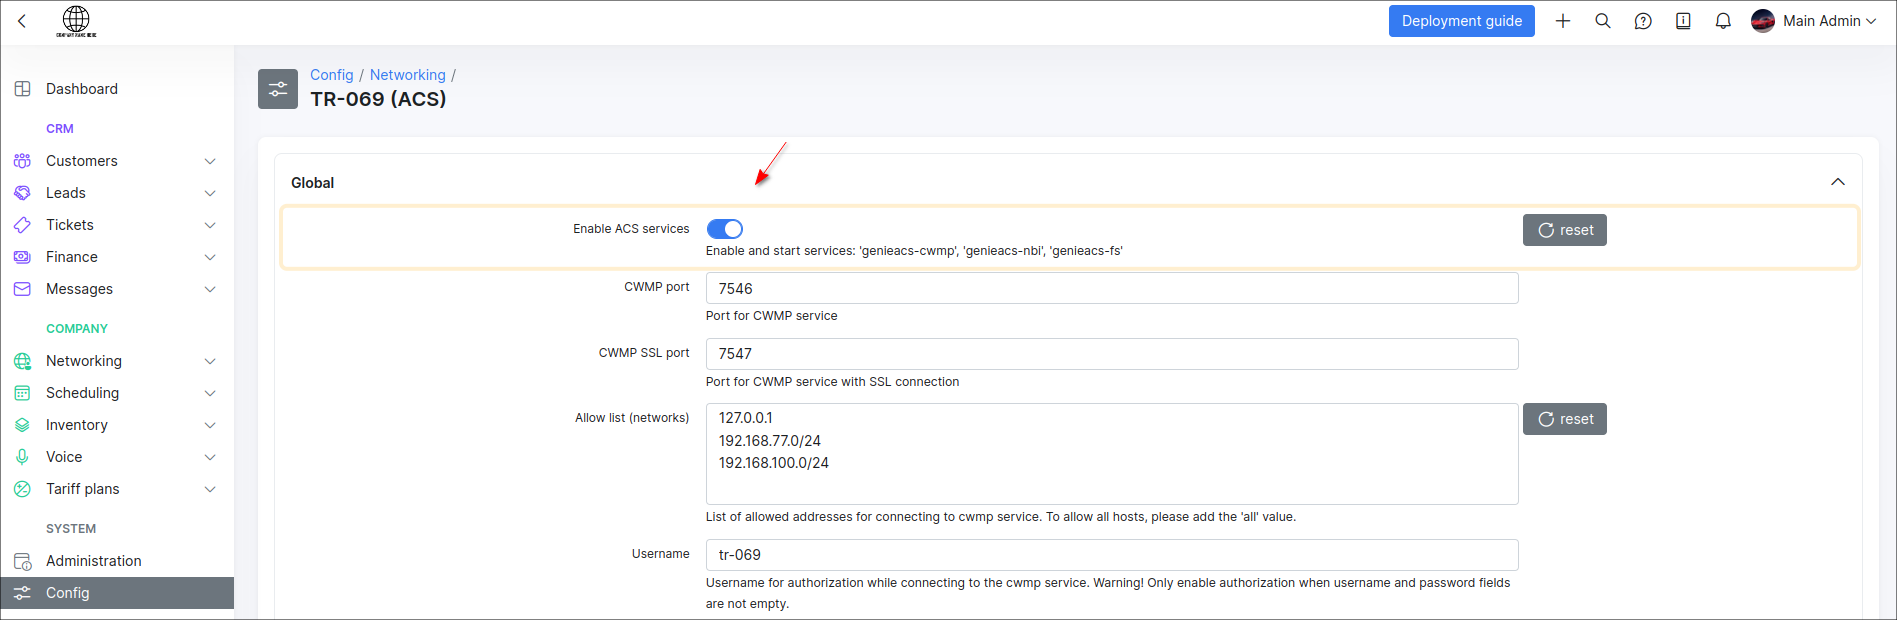 Deployment guide
Main Admin
Dashboard
CRM
Customers
Leads
Tickets
Finance
Messages
COMPANY
Networking
Scheduling
Inventory
Voice
Tariff plans
SYSTEM
Administration
Config
Config / Networking /
TR-069 (ACS)
Global
Enable ACS services
reset
Enable and start services: 'genieacs-cwmp', 'genieacs-nbi', 'genieacs-fs'
CWMP port
7546
Port for CWMP service
CWMP SSL port
7547
Port for CWMP service with SSL connection
Allow list (networks)
127.0.0.1
192.168.77.0/24
192.168.100.0/24
reset
List of allowed addresses for connecting to cwmp service. To allow all hosts, please add the 'all' value.
Username
tr-069
Username for authorization while connecting to the cwmp service. Warning! Only enable authorization when username and password fields
are not empty.